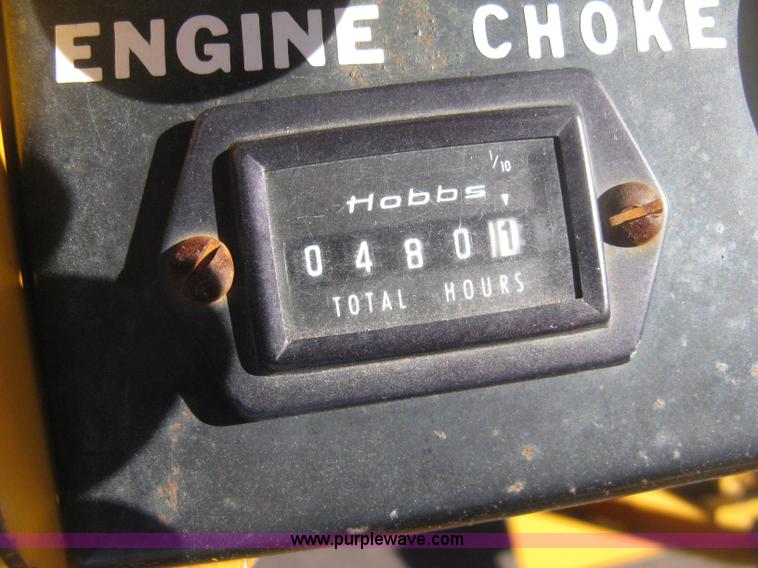 ENGINE CHOKE
1/10
Hobbs
04801
TOTAL HOURS
www.purplewave.com